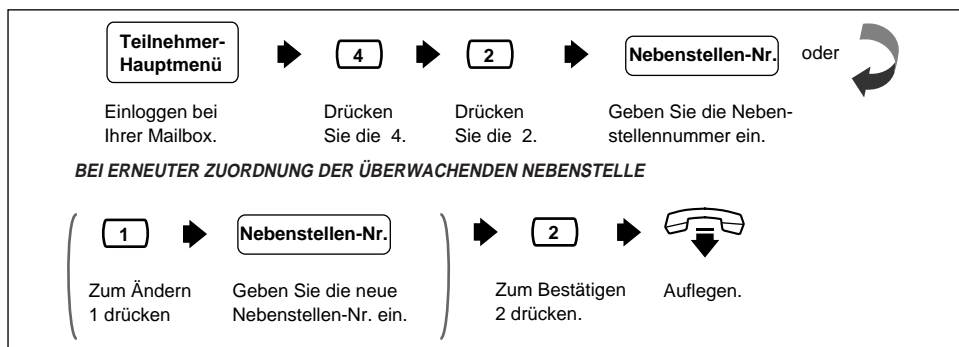 Teilnehmer-
Hauptmenü
4
2
Nebenstellen-Nr.
oder
Einloggen bei
Ihrer Mailbox.
Drücken
Sie die 4.
Drücken
Sie die 2.
Geben Sie die Neben-
stellennummer ein.
BEI ERNEUTER ZUORDNUNG DER ÜBERWACHENDEN NEBENSTELLE
1
Nebenstellen-Nr.
2
Zum Ändern
1 drücken
Geben Sie die neue
Nebenstellen-Nr. ein.
Zum Bestätigen
2 drücken.
Auflegen.